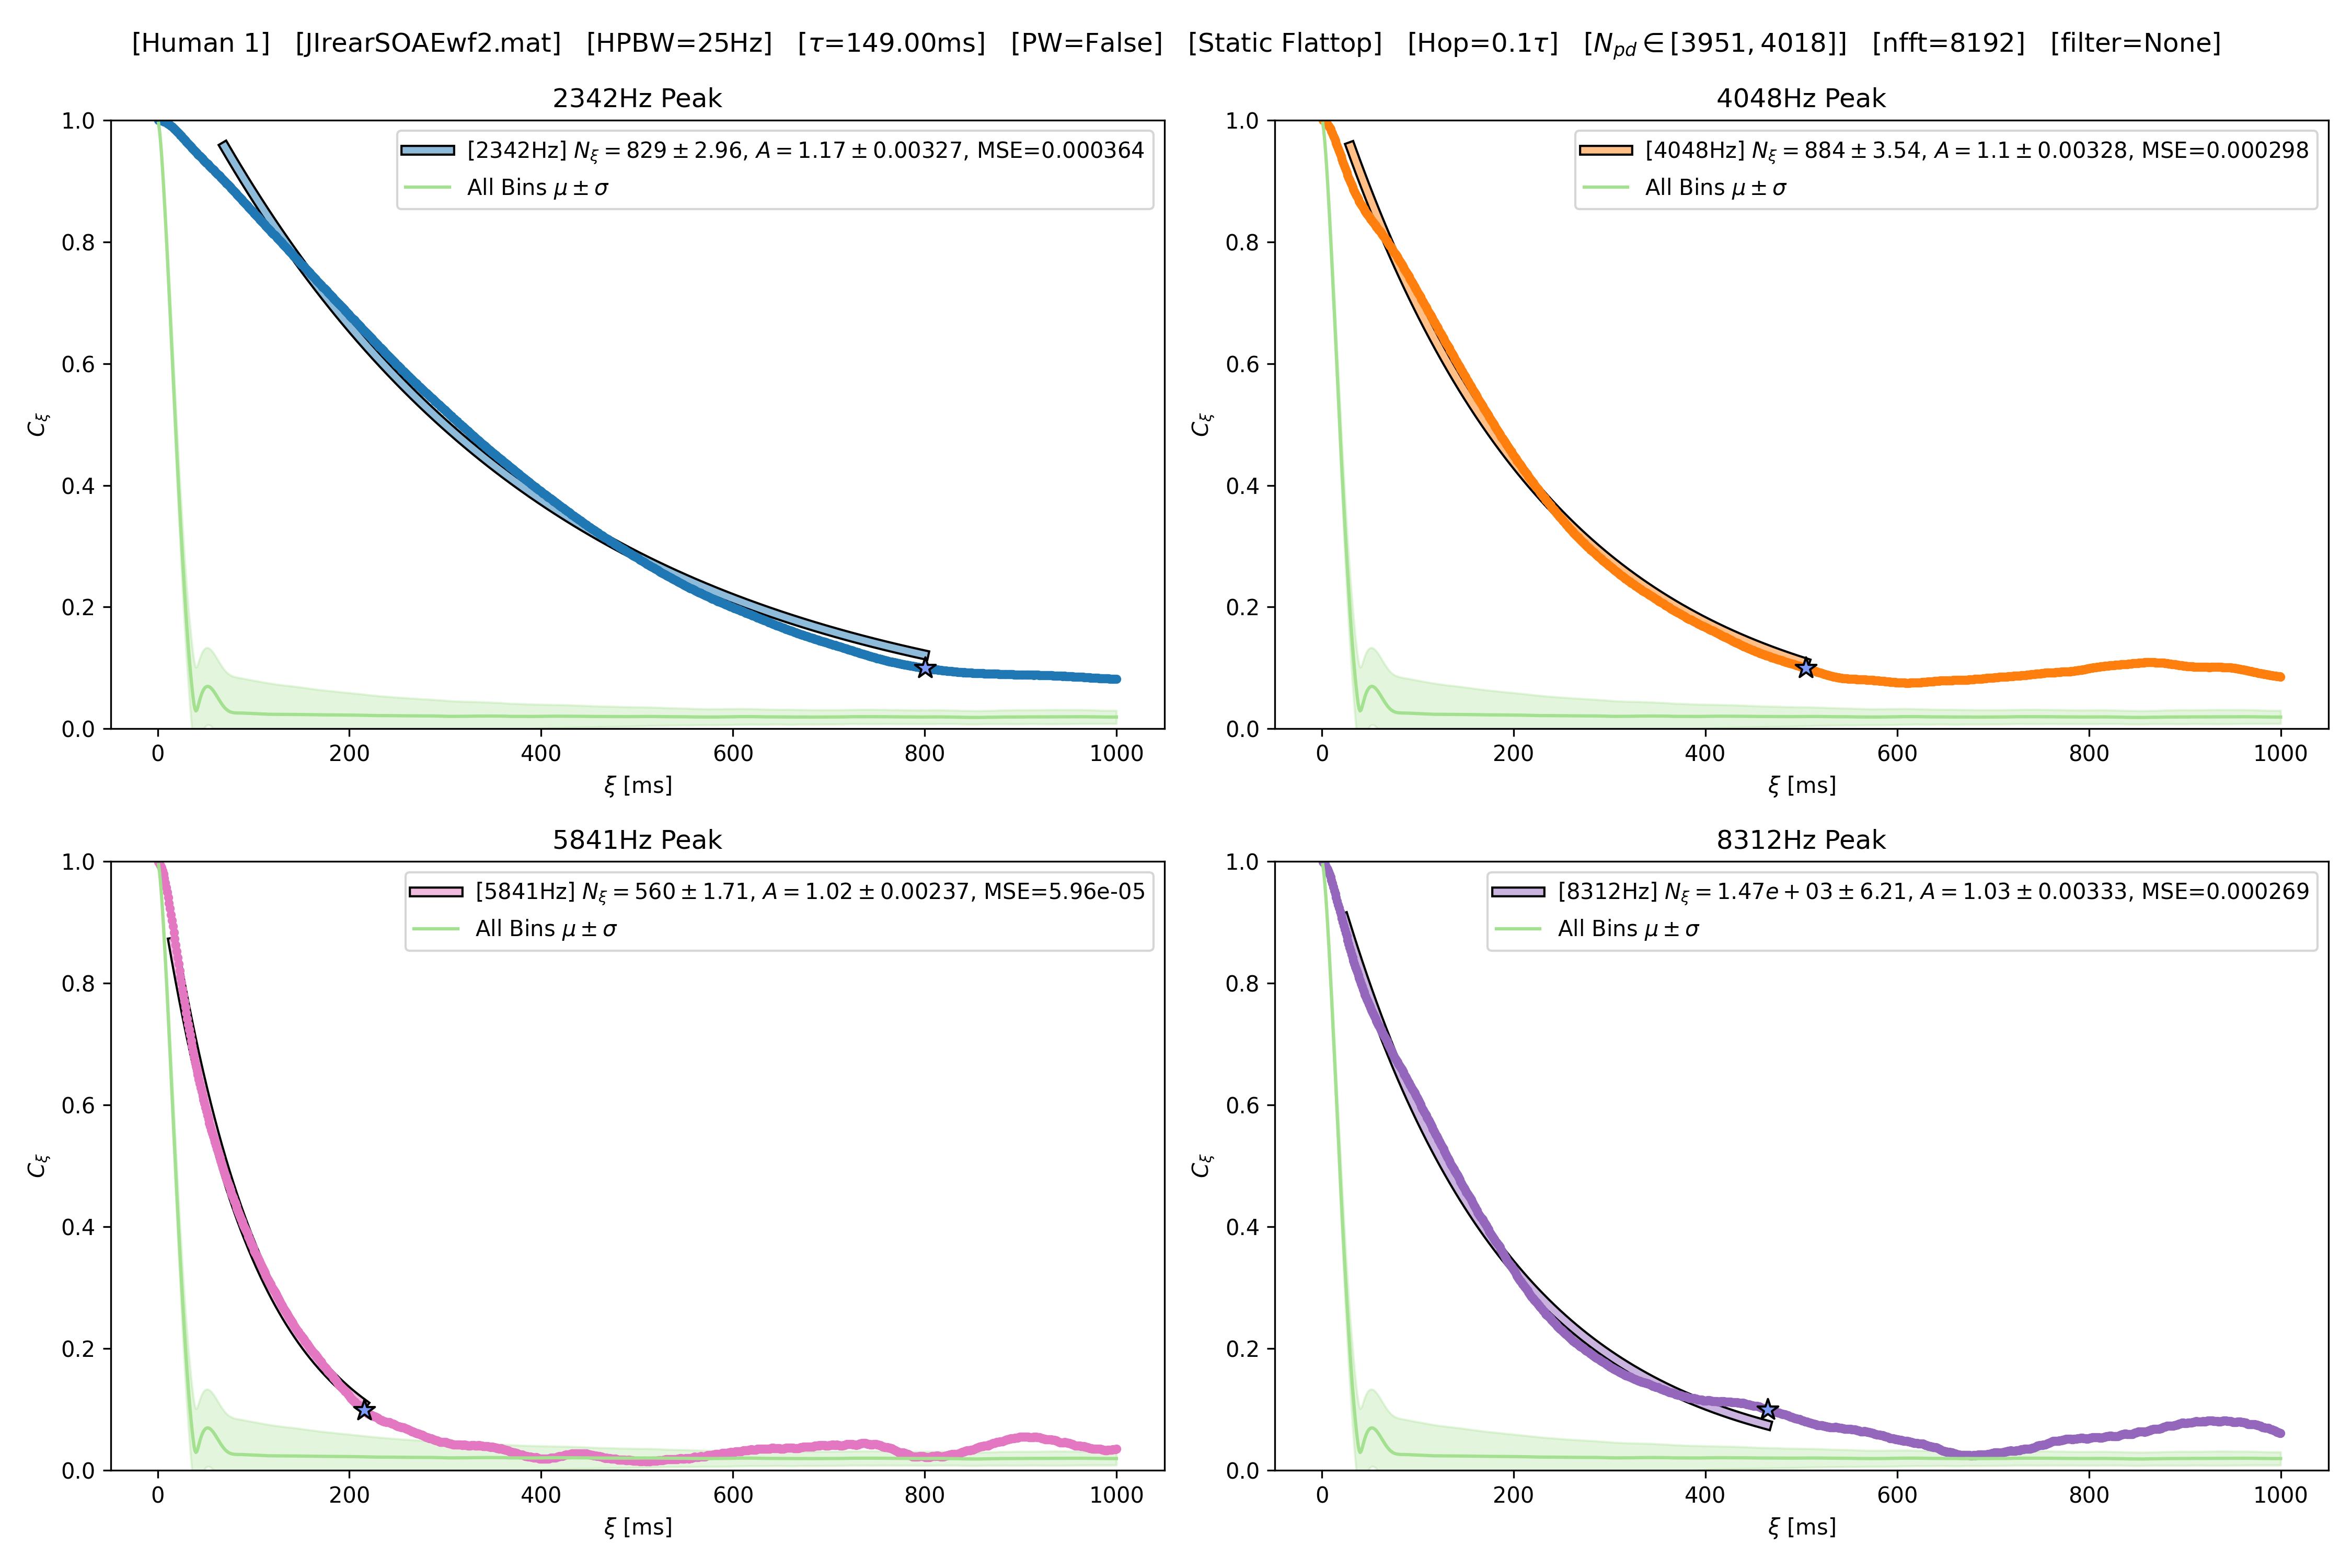 [Human 1] [JIrearSOAEwf2.mat] [HPBW=25Hz] [τ=149.00ms] [PW=False] [Static Flattop] [Hop=0.1τ] [N_pd ∈ [3951, 4018]] [nfft=8192] [filter=None]
2342Hz Peak
[2342Hz] N_ξ = 829 ± 2.96, A = 1.17 ± 0.00327, MSE=0.000364
All Bins μ ± σ
1.0
0.8
0.6
0.4
0.2
0.0
C_ξ
0 200 400 600 800 1000
ξ [ms]
4048Hz Peak
[4048Hz] N_ξ = 884 ± 3.54, A = 1.1 ± 0.00328, MSE=0.000298
All Bins μ ± σ
1.0
0.8
0.6
0.4
0.2
0.0
C_ξ
0 200 400 600 800 1000
ξ [ms]
5841Hz Peak
[5841Hz] N_ξ = 560 ± 1.71, A = 1.02 ± 0.00237, MSE=5.96e-05
All Bins μ ± σ
1.0
0.8
0.6
0.4
0.2
0.0
C_ξ
0 200 400 600 800 1000
ξ [ms]
8312Hz Peak
[8312Hz] N_ξ = 1.47e + 03 ± 6.21, A = 1.03 ± 0.00333, MSE=0.000269
All Bins μ ± σ
1.0
0.8
0.6
0.4
0.2
0.0
C_ξ
0 200 400 600 800 1000
ξ [ms]